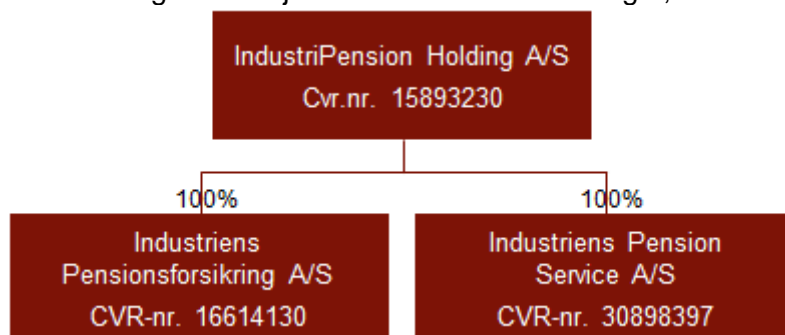 IndustriPension Holding A/S
Cvr.nr. 15893230
100%
100%
Industriens
Pensionsforsikring A/S
CVR-nr. 16614130
Industriens Pension
Service A/S
CVR-nr. 30898397